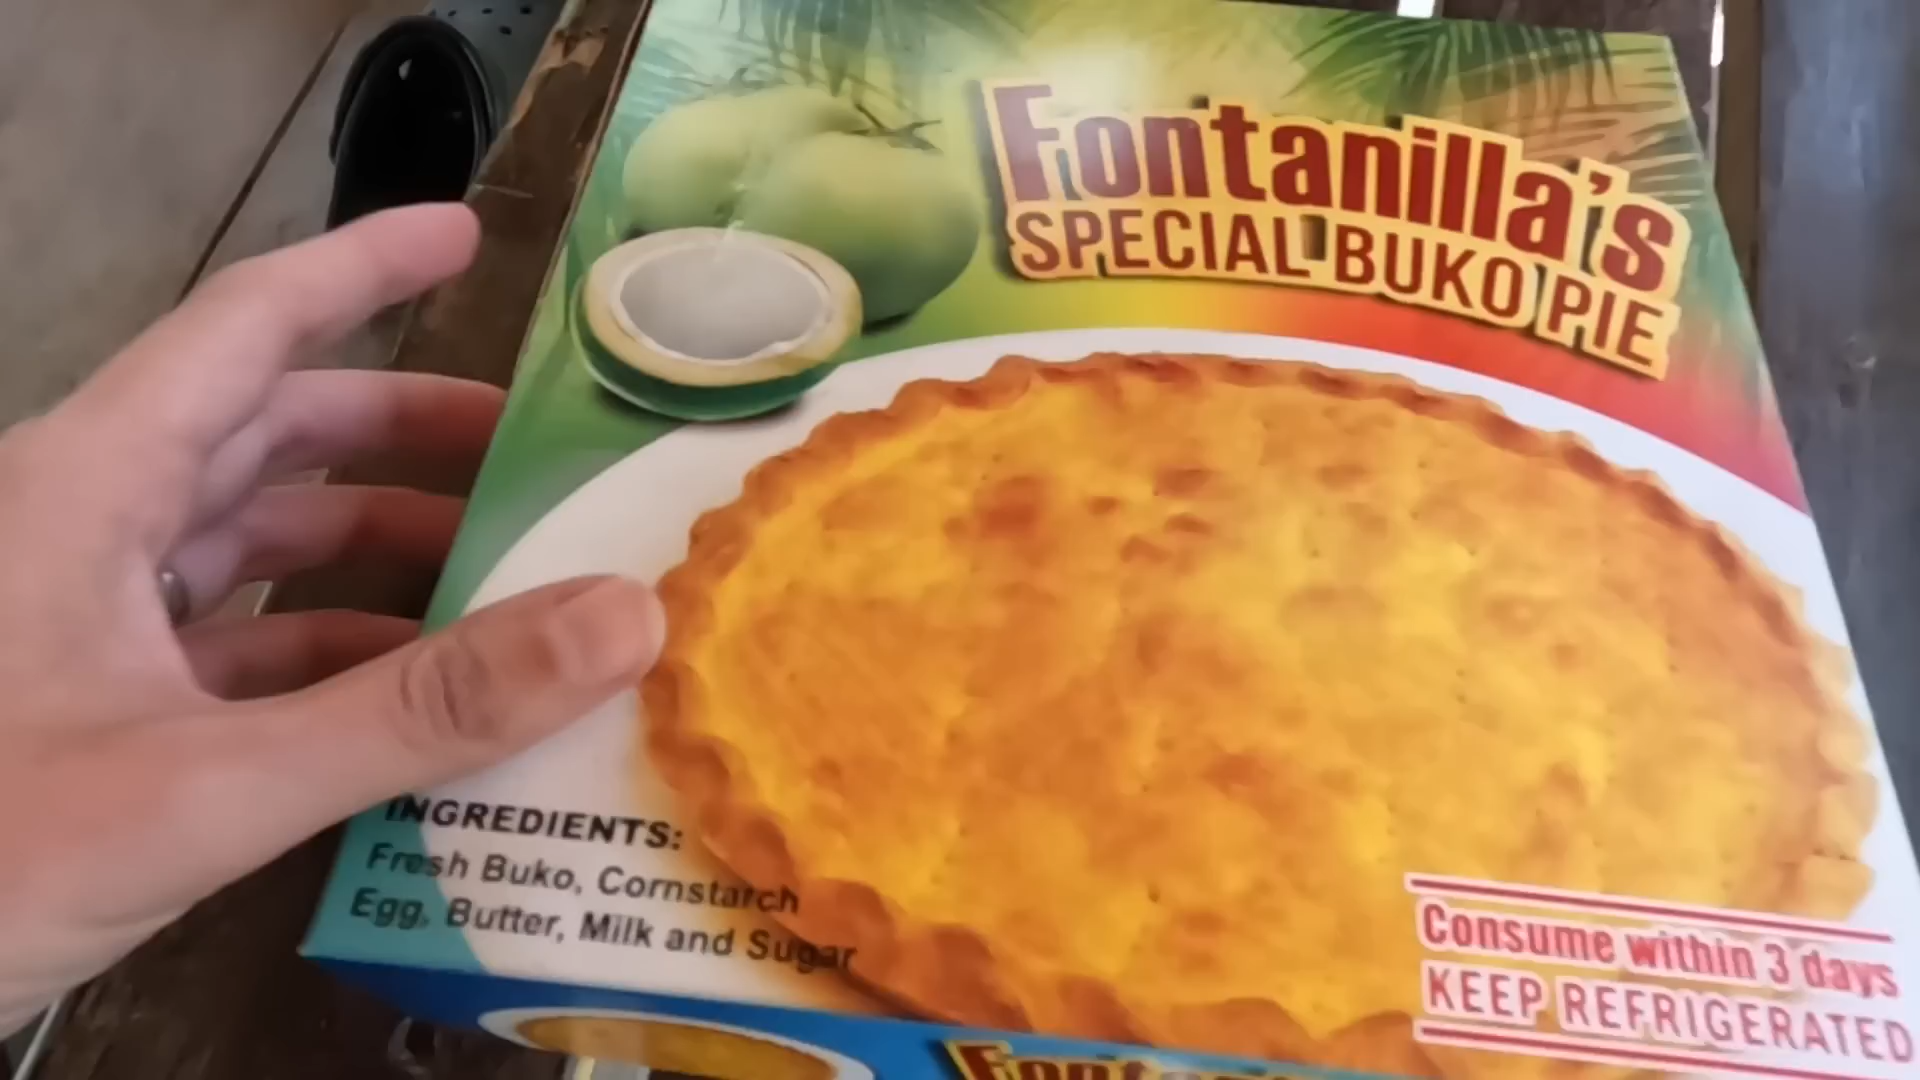 Fontanilla's
SPECIAL BUKO PIE
INGREDIENTS:
Fresh Buko, Cornstarch
Egg, Butter, Milk and Sugar
Consume within 3 days
KEEP REFRIGERATED